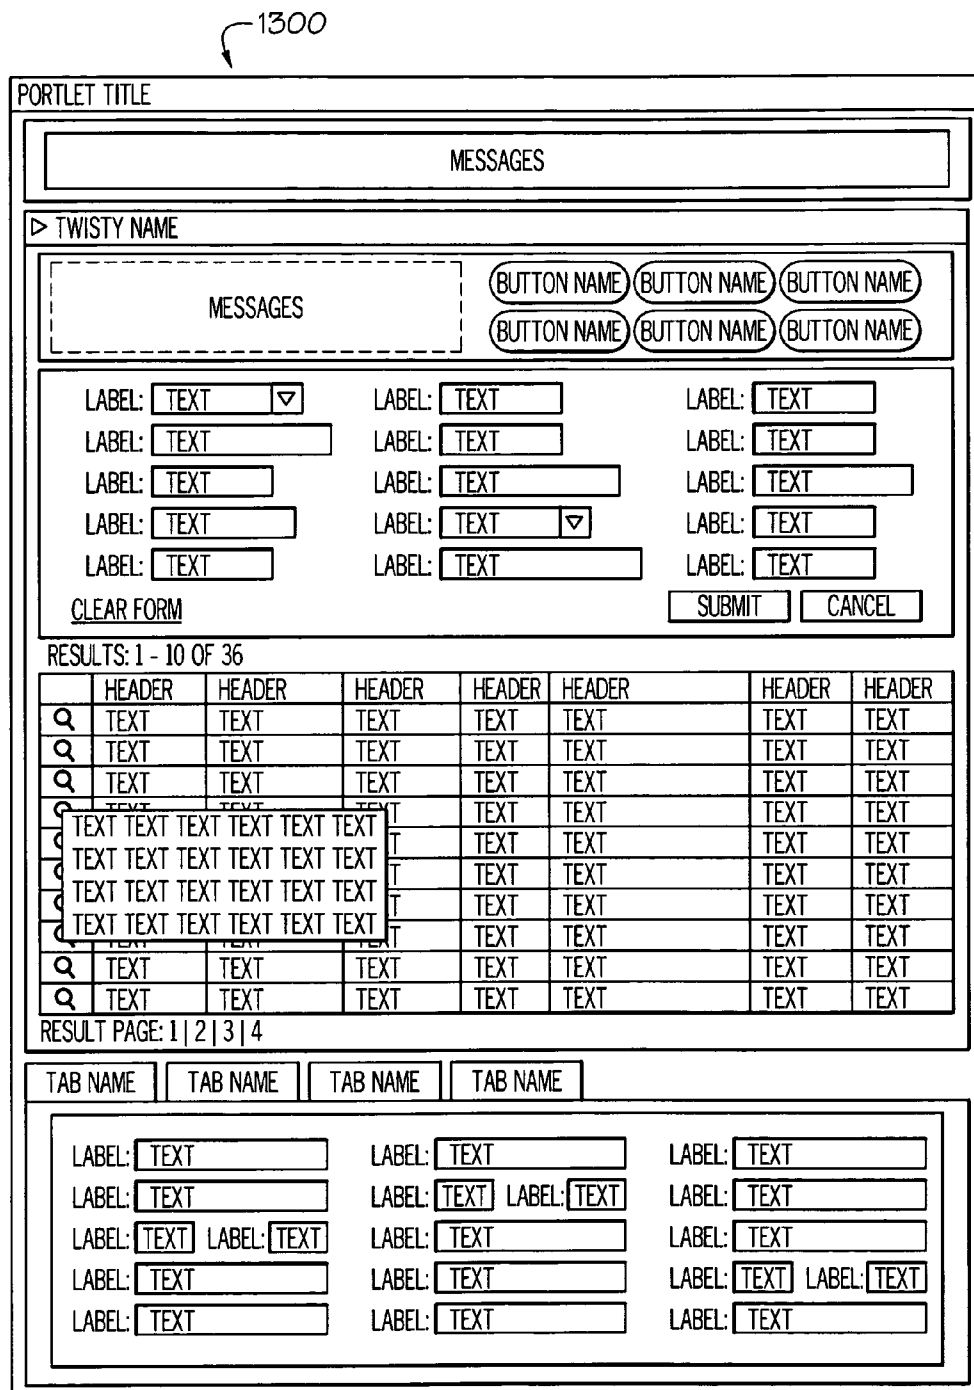 1300
PORTLET TITLE
MESSAGES
TWISTY NAME
MESSAGES
BUTTON NAME BUTTON NAME BUTTON NAME
BUTTON NAME BUTTON NAME BUTTON NAME
LABEL: TEXT LABEL: TEXT LABEL: TEXT
LABEL: TEXT LABEL: TEXT LABEL: TEXT
LABEL: TEXT LABEL: TEXT LABEL: TEXT
LABEL: TEXT LABEL: TEXT LABEL: TEXT
LABEL: TEXT LABEL: TEXT LABEL: TEXT
CLEAR FORM SUBMIT CANCEL
RESULTS: 1 - 10 OF 36
HEADER HEADER HEADER HEADER HEADER HEADER HEADER
TEXT TEXT TEXT TEXT TEXT TEXT TEXT
TEXT TEXT TEXT TEXT TEXT TEXT TEXT
TEXT TEXT TEXT TEXT TEXT TEXT TEXT
TEXT TEXT TEXT TEXT TEXT TEXT TEXT
TEXT TEXT TEXT TEXT TEXT TEXT
TEXT TEXT TEXT TEXT
TEXT TEXT TEXT TEXT TEXT TEXT
TEXT TEXT TEXT TEXT
TEXT TEXT TEXT TEXT TEXT TEXT
TEXT TEXT TEXT TEXT
TEXT TEXT TEXT TEXT TEXT TEXT
TEXT TEXT TEXT TEXT
TEXT TEXT TEXT TEXT TEXT TEXT TEXT
TEXT TEXT TEXT TEXT TEXT TEXT TEXT
TEXT TEXT TEXT TEXT TEXT TEXT TEXT
RESULT PAGE: 1 | 2 | 3 | 4
TAB NAME TAB NAME TAB NAME TAB NAME
LABEL: TEXT LABEL: TEXT LABEL: TEXT
LABEL: TEXT LABEL: TEXT LABEL: TEXT LABEL: TEXT
LABEL: TEXT LABEL: TEXT LABEL: TEXT LABEL: TEXT
LABEL: TEXT LABEL: TEXT LABEL: TEXT LABEL: TEXT
LABEL: TEXT LABEL: TEXT LABEL: TEXT